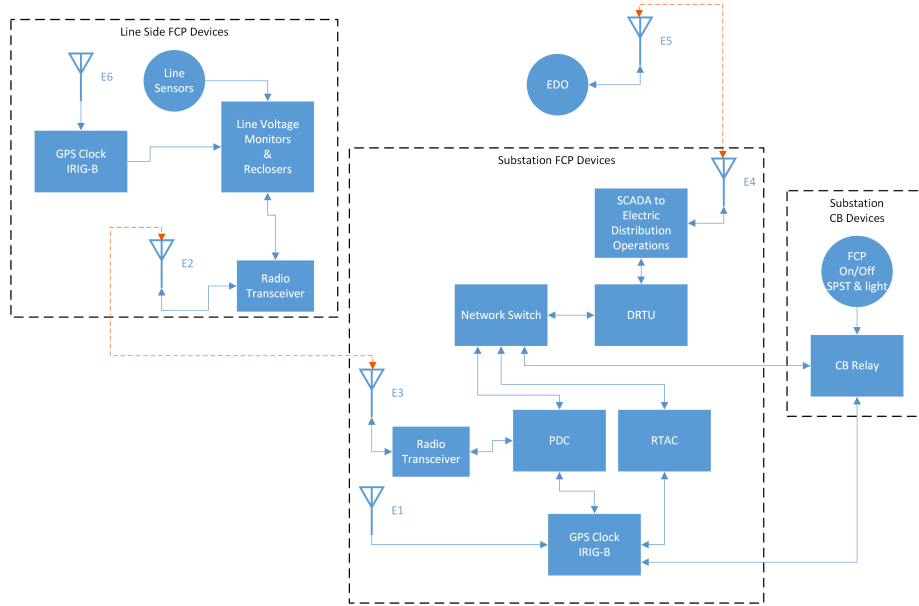 Line Side FCP Devices
E6
Line
Sensors
GPS Clock
IRIG-B
Line Voltage
Monitors
&
Reclosers
E2
Radio
Transceiver
E5
EDO
Substation FCP Devices
E4
SCADA to
Electric
Distribution
Operations
Network Switch
DRTU
E3
Radio
Transceiver
PDC
RTAC
E1
GPS Clock
IRIG-B
Substation
CB Devices
FCP
On/Off
SPST & light
CB Relay